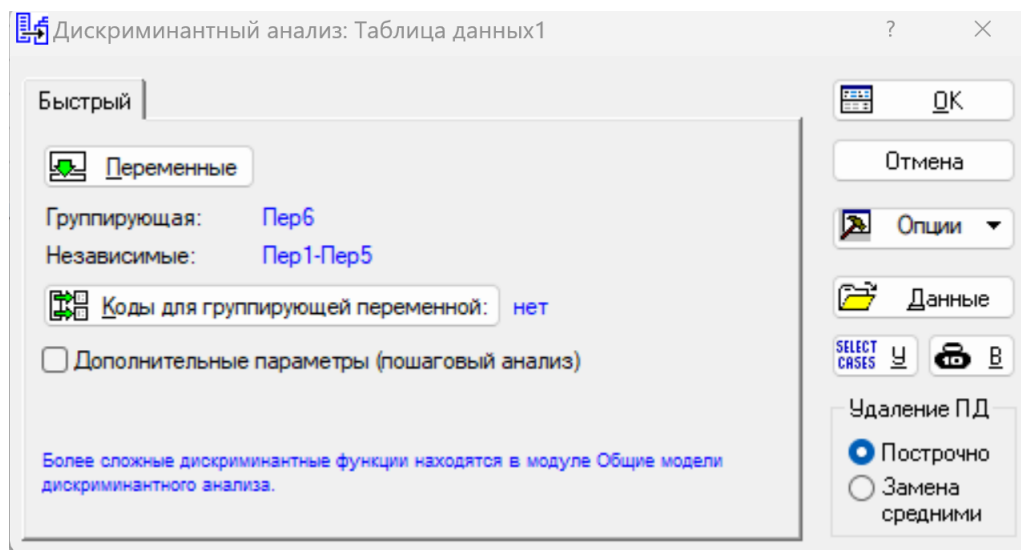 Дискриминантный анализ: Таблица данных1
?
Быстрый
Переменные
Группирующая: Пер6
Независимые: Пер1-Пер5
Коды для группирующей переменной: нет
Дополнительные параметры (пошаговый анализ)
Более сложные дискриминантные функции находятся в модуле Общие модели
дискриминантного анализа.
OK
Отмена
Опции
Данные
SELECT
CASES
У
10
В
Удаление ПД
Построчно
Замена
средними